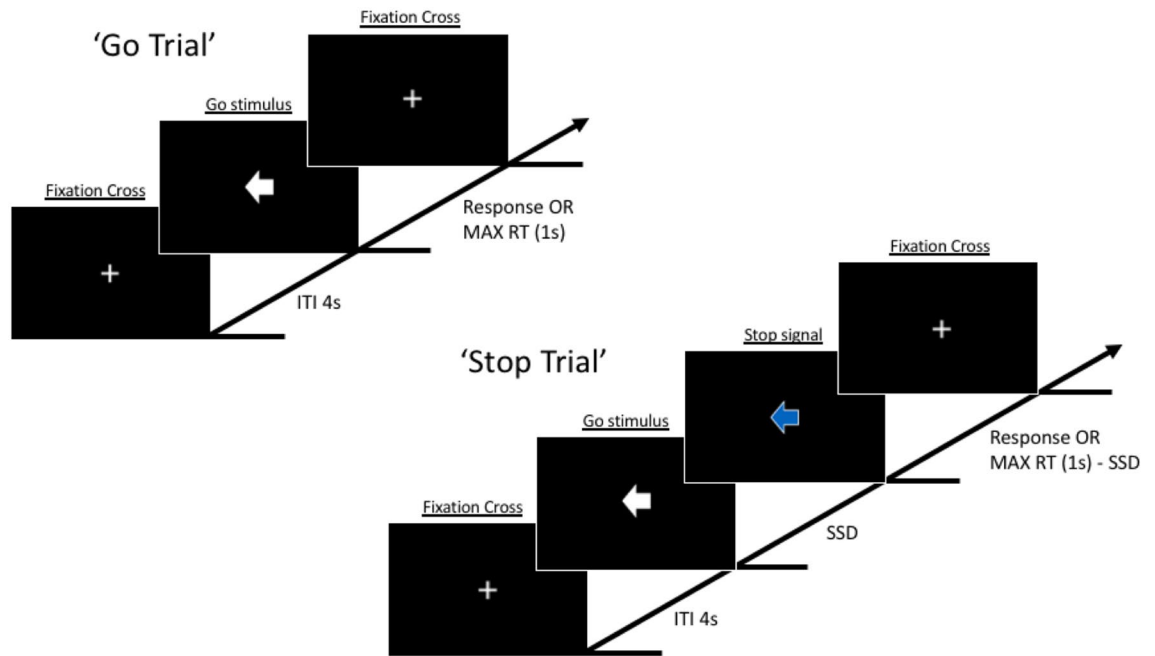 Fixation Cross
‘Go Trial’
Go stimulus
Fixation Cross
Response OR
MAX RT (1s)
ITI 4s
Fixation Cross
Stop signal
‘Stop Trial’
Go stimulus
Response OR
MAX RT (1s) - SSD
Fixation Cross
SSD
ITI 4s